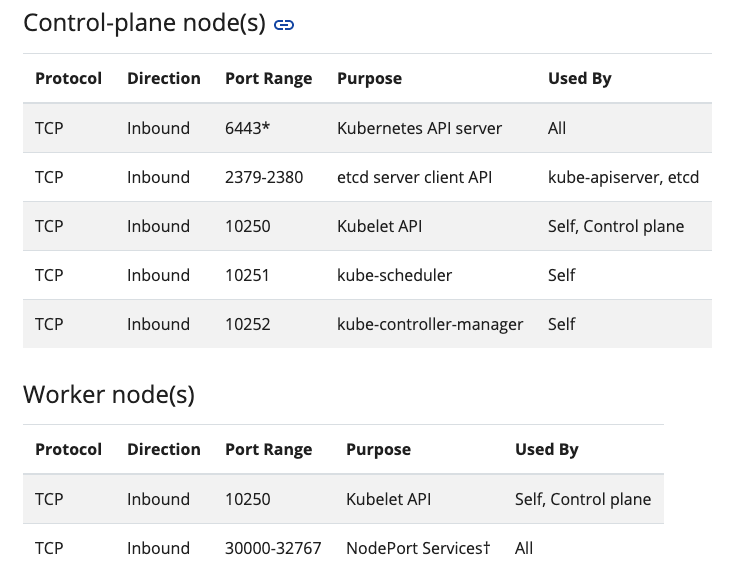 Control-plane node(s)
Protocol Direction Port Range Purpose Used By
TCP Inbound 6443* Kubernetes API server All
TCP Inbound 2379-2380 etcd server client API kube-apiserver, etcd
TCP Inbound 10250 Kubelet API Self, Control plane
TCP Inbound 10251 kube-scheduler Self
TCP Inbound 10252 kube-controller-manager Self
Worker node(s)
Protocol Direction Port Range Purpose Used By
TCP Inbound 10250 Kubelet API Self, Control plane
TCP Inbound 30000-32767 NodePort Services† All